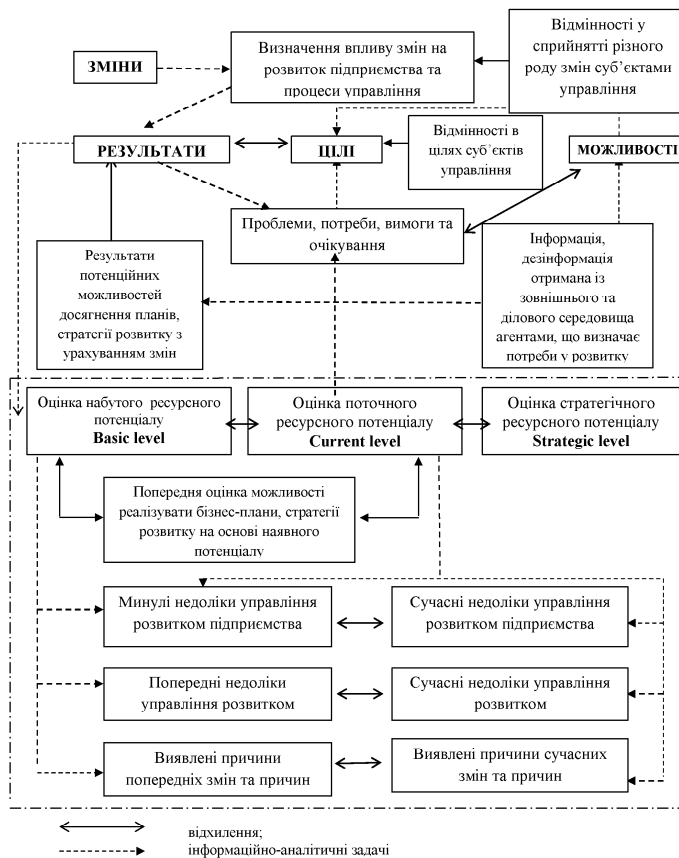 ЗМІНИ
Визначення впливу змін на
розвиток підприємства та
процеси управління
Відмінності у
сприйнятті різного
роду змін суб’єктами
управління
РЕЗУЛЬТАТИ
ЦІЛІ
Відмінності в
цілях суб’єктів
управління
МОЖЛИВОСТІ
Проблеми, потреби, вимоги та
очікування
Результати
потенційних
можливостей
досягнення планів,
стратегії розвитку з
урахуванням змін
Інформація,
дезінформація
отримана із
зовнішнього та
ділового середовища
агентами, що визначає
потреби у розвитку
Оцінка набутого ресурсного
потенціалу
Basic level
Оцінка поточного
ресурсного потенціалу
Current level
Оцінка стратегічного
ресурсного потенціалу
Strategic level
Попередня оцінка можливості
реалізувати бізнес-плани, стратегії
розвитку на основі наявного
потенціалу
Минулі недоліки управління
розвитком підприємства
Сучасні недоліки управління
розвитком підприємства
Попередні недоліки
управління розвитком
Сучасні недоліки управління
розвитком
Виявлені причини
попередніх змін та причин
Виявлені причини сучасних
змін та причин
відхилення;
інформаційно-аналітичні задачі